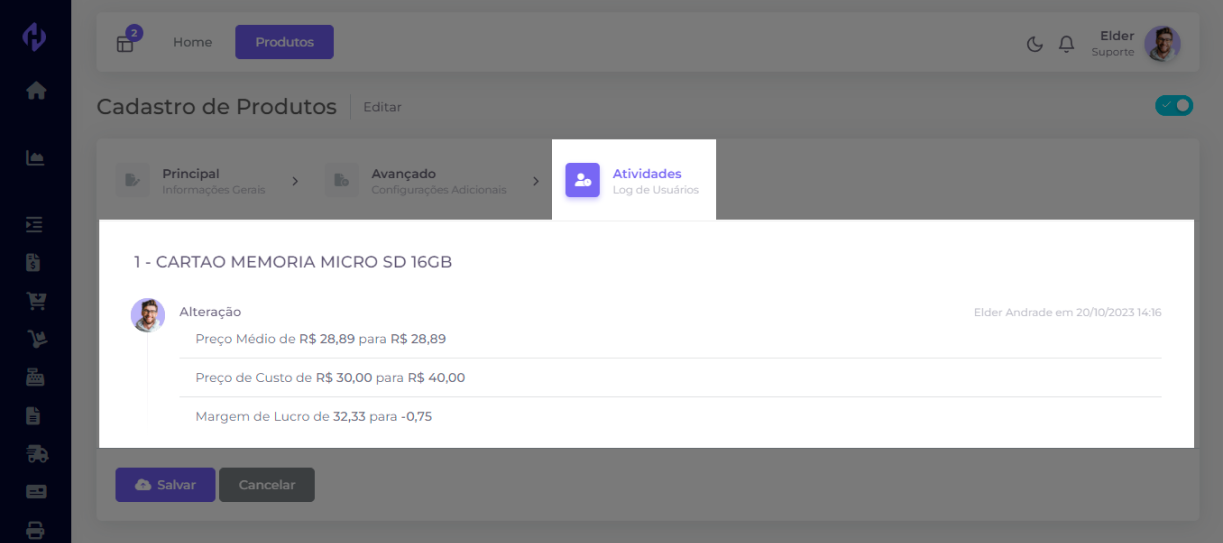 2
Home
Produtos
Elder
Suporte
Cadastro de Produtos
Editar
Principal
Informações Gerais
Avançado
Configurações Adicionais
Atividades
Log de Usuários
1 - CARTAO MEMORIA MICRO SD 16GB
Alteração
Elder Andrade em 20/10/2023 14:16
Preço Médio de R$ 28,89 para R$ 28,89
Preço de Custo de R$ 30,00 para R$ 40,00
Margem de Lucro de 32,33 para -0,75
Salvar
Cancelar